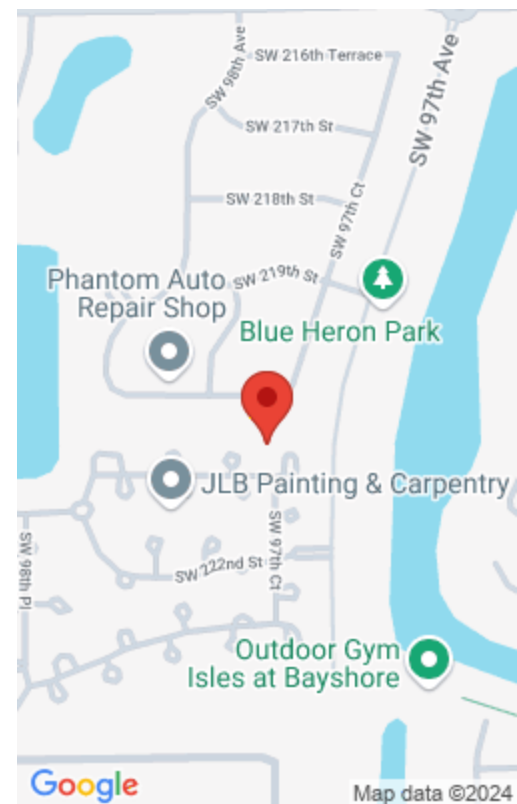 SW 98th Ave
SW 216th Terrace
SW 97th Ave
SW 217th St
SW 218th St
SW 97th Ct
SW 219th St
Phantom Auto
Repair Shop
Blue Heron Park
JLB Painting & Carpentry
SW 98th Pl
SW 222nd St
SW 97th Ct
Outdoor Gym
Isles at Bayshore
Google
Map data ©2024